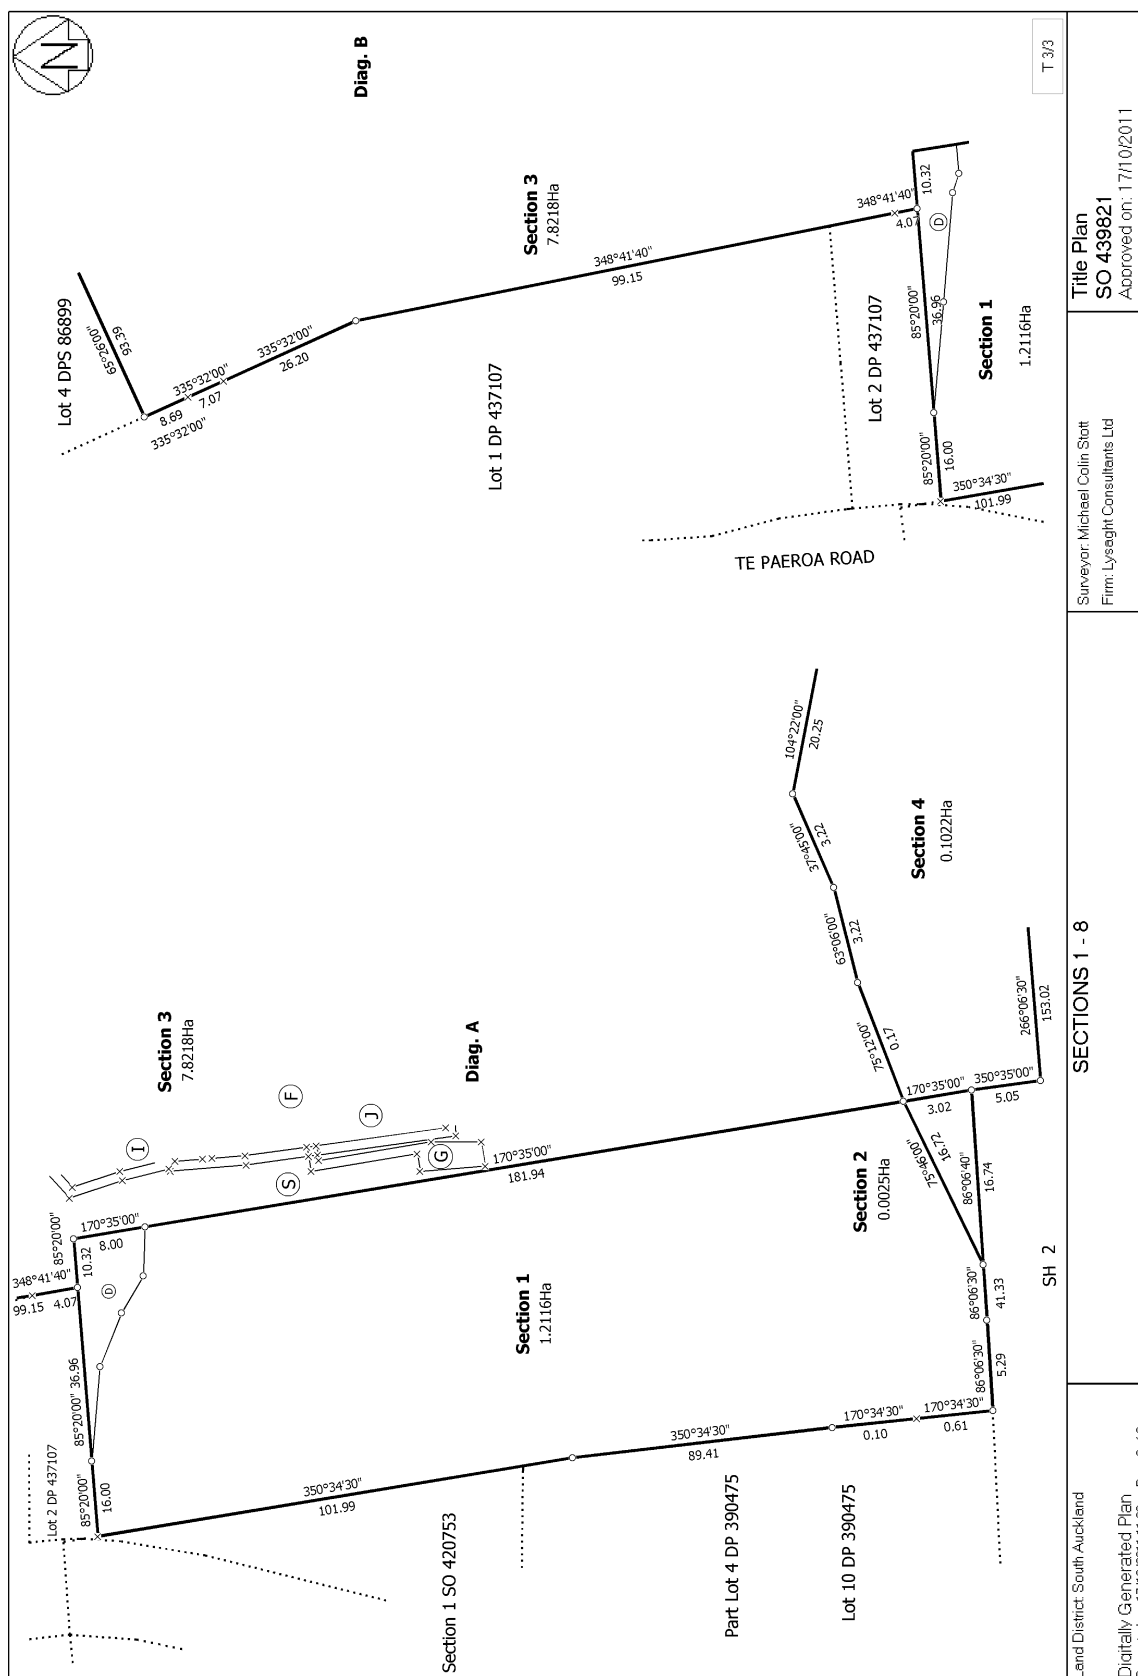 N
Diag. B
T 3/3
Lot 4 DPS 86899
65°26'00"
93.39
335°32'00"
8.69
335°32'00"
7.07
335°32'00"
26.20
Section 3
7.8218Ha
348°41'40"
99.15
348°41'40"
4.07
10.32
D
Lot 1 DP 437107
Lot 2 DP 437107
85°20'00"
36.96
Section 1
1.2116Ha
85°20'00"
16.00
350°34'30"
101.99
TE PAEROA ROAD
Section 3
7.8218Ha
Diag. A
I
F
J
S
G
D
348°41'40"
99.15
4.07
85°20'00"
10.32
170°35'00"
8.00
85°20'00"
36.96
Lot 2 DP 437107
85°20'00"
16.00
350°34'30"
101.99
170°35'00"
181.94
Section 1
1.2116Ha
Section 2
0.0025Ha
Section 4
0.1022Ha
104°22'00"
20.25
37°45'00"
3.22
63°06'00"
3.22
75°12'00"
0.17
170°35'00"
3.02
350°35'00"
5.05
266°06'30"
153.02
75°46'00"
16.72
86°06'40"
16.74
86°06'30"
41.33
86°06'30"
5.29
SH 2
350°34'30"
89.41
170°34'30"
0.10
170°34'30"
0.61
Section 1 SO 420753
Part Lot 4 DP 390475
Lot 10 DP 390475
Land District: South Auckland
Digitally Generated Plan
SECTIONS 1 - 8
Surveyor: Michael Colin Stott
Firm: Lysaght Consultants Ltd
Title Plan
SO 439821
Approved on: 17/10/2011